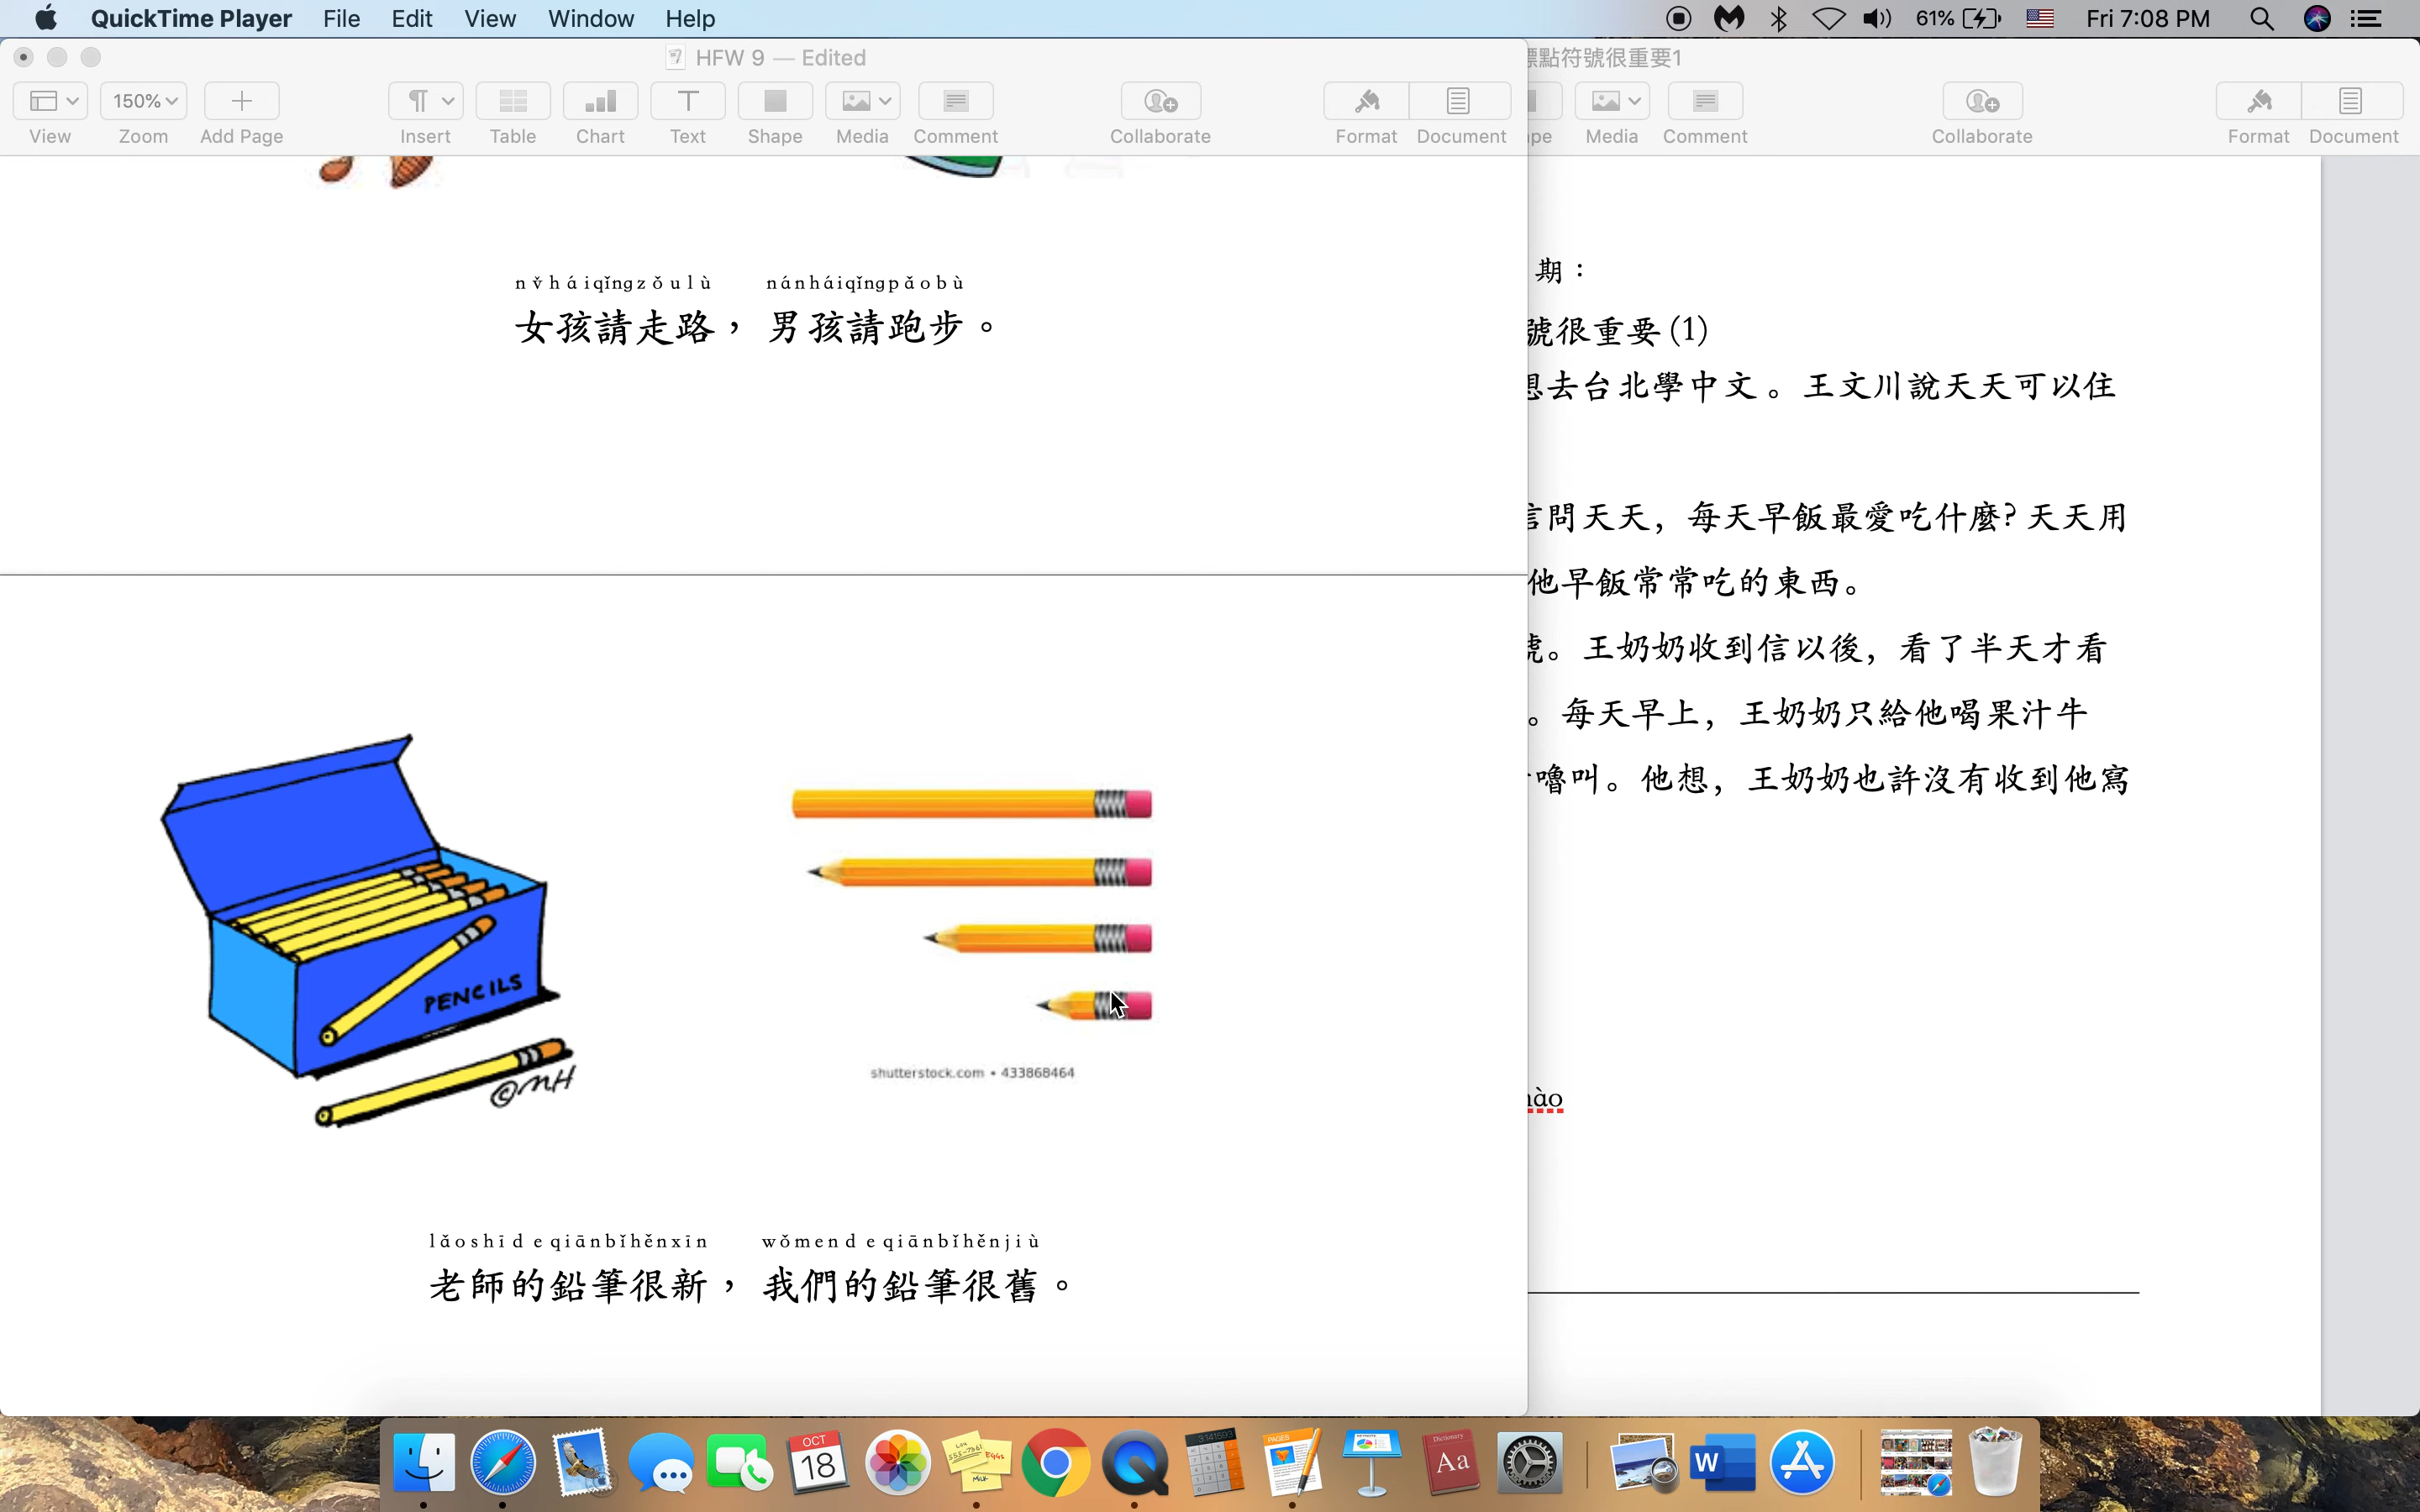 QuickTime Player File Edit View Window Help 61% Fri 7:08 PM
HFW 9 — Edited
150%
View Zoom Add Page Insert Table Chart Text Shape Media Comment Collaborate Format Document
nǚháiqǐngzǒulù nánháiqǐngpǎobù
女孩請走路， 男孩請跑步。
PENCILS
©MH
shutterstock.com • 433868464
lǎoshīdeqiānbǐhěnxīn wǒmendeqiānbǐhěnjiù
老師的鉛筆很新， 我們的鉛筆很舊。
標點符號很重要1
Media Comment Collaborate Format Document
期：
號很重要(1)
想去台北學中文。王文川說天天可以住
問天天，每天早飯最愛吃什麼? 天天用
他早飯常常吃的東西。
號。王奶奶收到信以後，看了半天才看
。每天早上，王奶奶只給他喝果汁牛
嚕叫。他想，王奶奶也許沒有收到他寫
ào
OCT
18
Aa
W